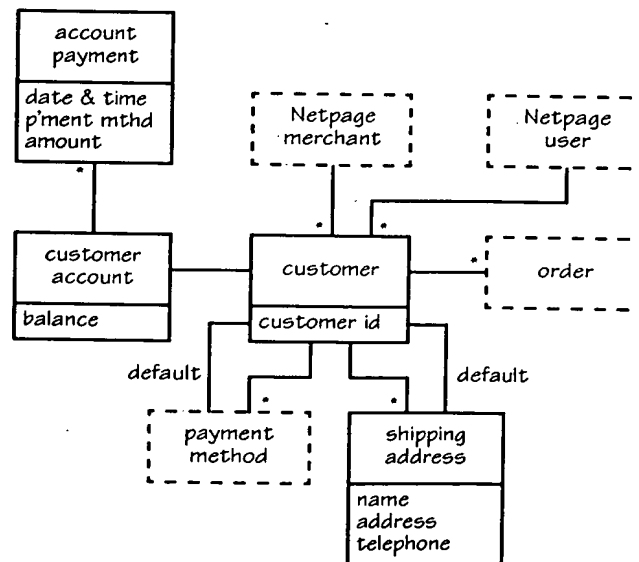 account
payment
date & time
p'ment mthd
amount
*
Netpage
merchant
Netpage
user
*
*
customer
account
balance
customer
customer id
*
order
default
*
payment
method
*
default
shipping
address
name
address
telephone